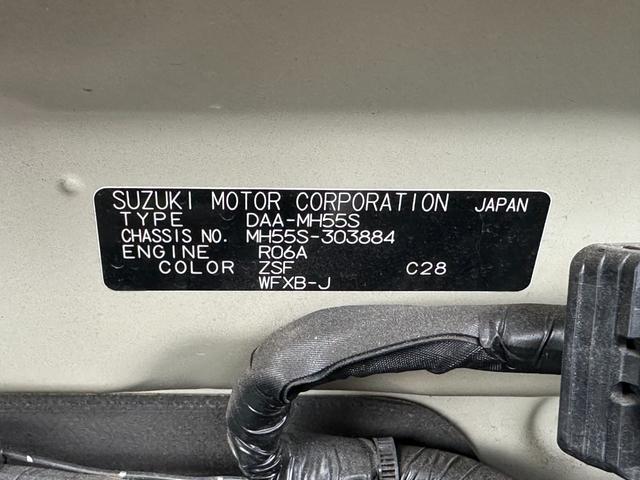 SUZUKI MOTOR CORPORATION JAPAN
TYPE DAA-MH55S
CHASSIS NO. MH55S-303884
ENGINE R06A
COLOR ZSF C28
WFXB-J